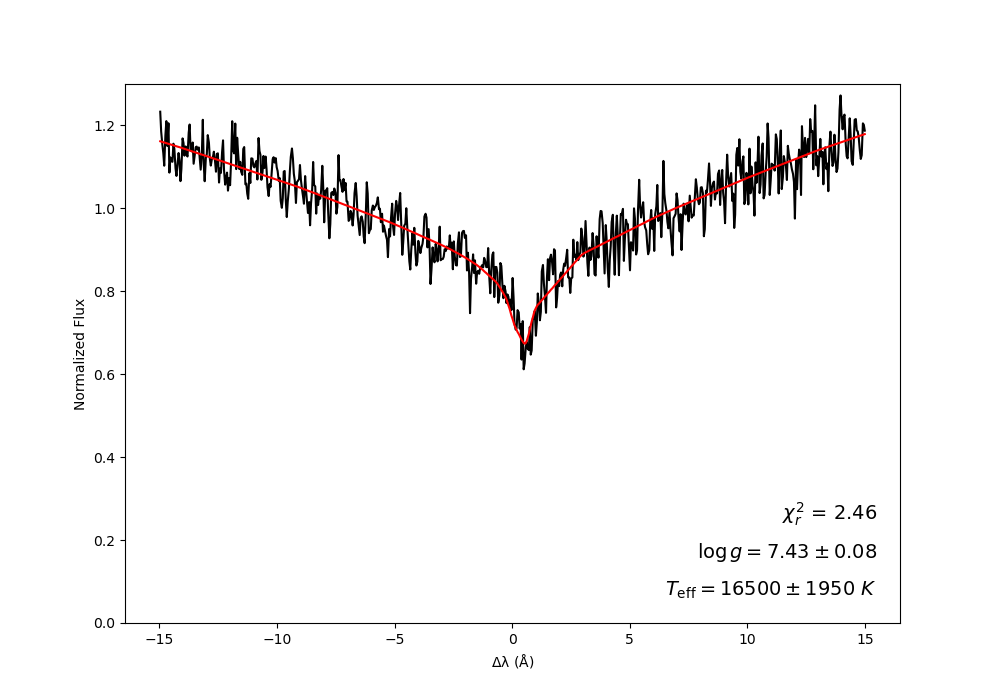 1.2
1.0
0.8
0.6
0.4
0.2
0.0
Normalized Flux
χ²ᵣ = 2.46
log g = 7.43 ± 0.08
T_eff = 16500 ± 1950 K
−15 −10 −5 0 5 10 15
Δλ (Å)